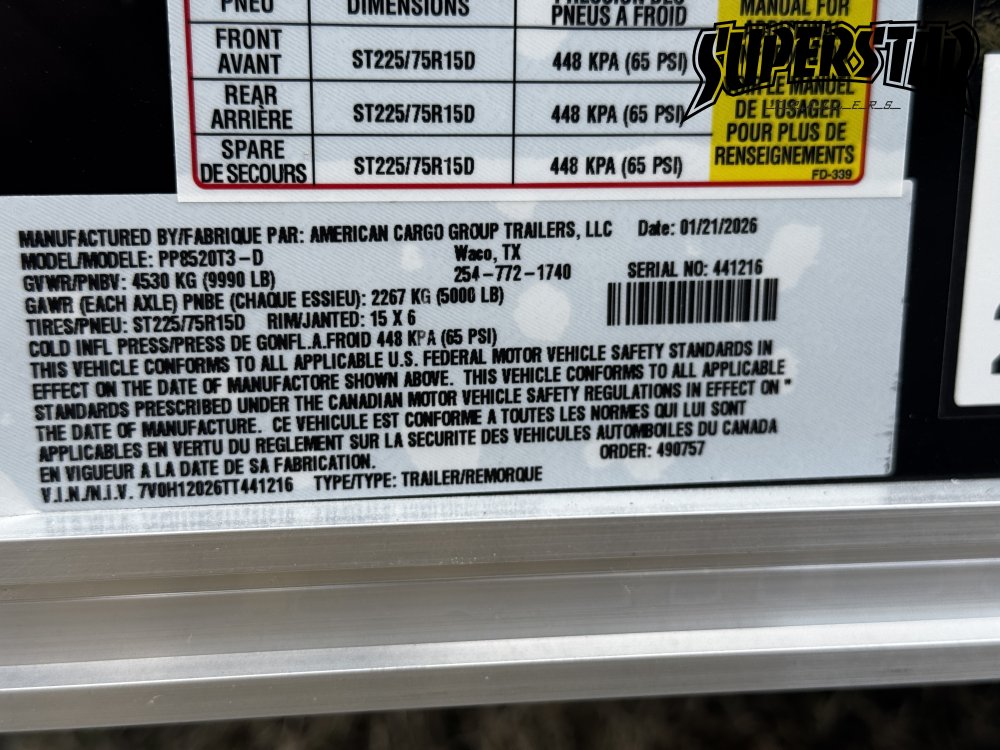 PNEU DIMENSIONS PNEUS A FROID MANUAL FOR
FRONT
AVANT ST225/75R15D 448 KPA (65 PSI)
REAR
ARRIÈRE ST225/75R15D 448 KPA (65 PSI)
SPARE
DE SECOURS ST225/75R15D 448 KPA (65 PSI)
LE MANUEL
DE L'USAGER
POUR PLUS DE
RENSEIGNEMENTS
FD-339
SUPERSTAR
MANUFACTURED BY/FABRIQUE PAR: AMERICAN CARGO GROUP TRAILERS, LLC Date: 01/21/2026
MODEL/MODELE: PP8520T3-D Waco, TX
GVWR/PNBV: 4530 KG (9990 LB) 254-772-1740 SERIAL NO: 441216
GAWR (EACH AXLE) PNBE (CHAQUE ESSIEU): 2267 KG (5000 LB)
TIRES/PNEU: ST225/75R15D RIM/JANTED: 15 X 6
COLD INFL PRESS/PRESS DE GONFL.A.FROID 448 KPA (65 PSI)
THIS VEHICLE CONFORMS TO ALL APPLICABLE U.S. FEDERAL MOTOR VEHICLE SAFETY STANDARDS IN
EFFECT ON THE DATE OF MANUFACTORE SHOWN ABOVE. THIS VEHICLE CONFORMS TO ALL APPLICABLE
STANDARDS PRESCRIBED UNDER THE CANADIAN MOTOR VEHICLE SAFETY REGULATIONS IN EFFECT ON "
THE DATE OF MANUFACTURE. CE VEHICULE EST CONFORME A TOUTES LES NORMES QUI LUI SONT
APPLICABLES EN VERTU DU REGLEMENT SUR LA SECURITE DES VEHICULES AUTOMBOILES DU CANADA
EN VIGUEUR A LA DATE DE SA FABRICATION. ORDER: 490757
V.I.N./N.I.V. 7V0H12026TT441216 TYPE/TYPE: TRAILER/REMORQUE